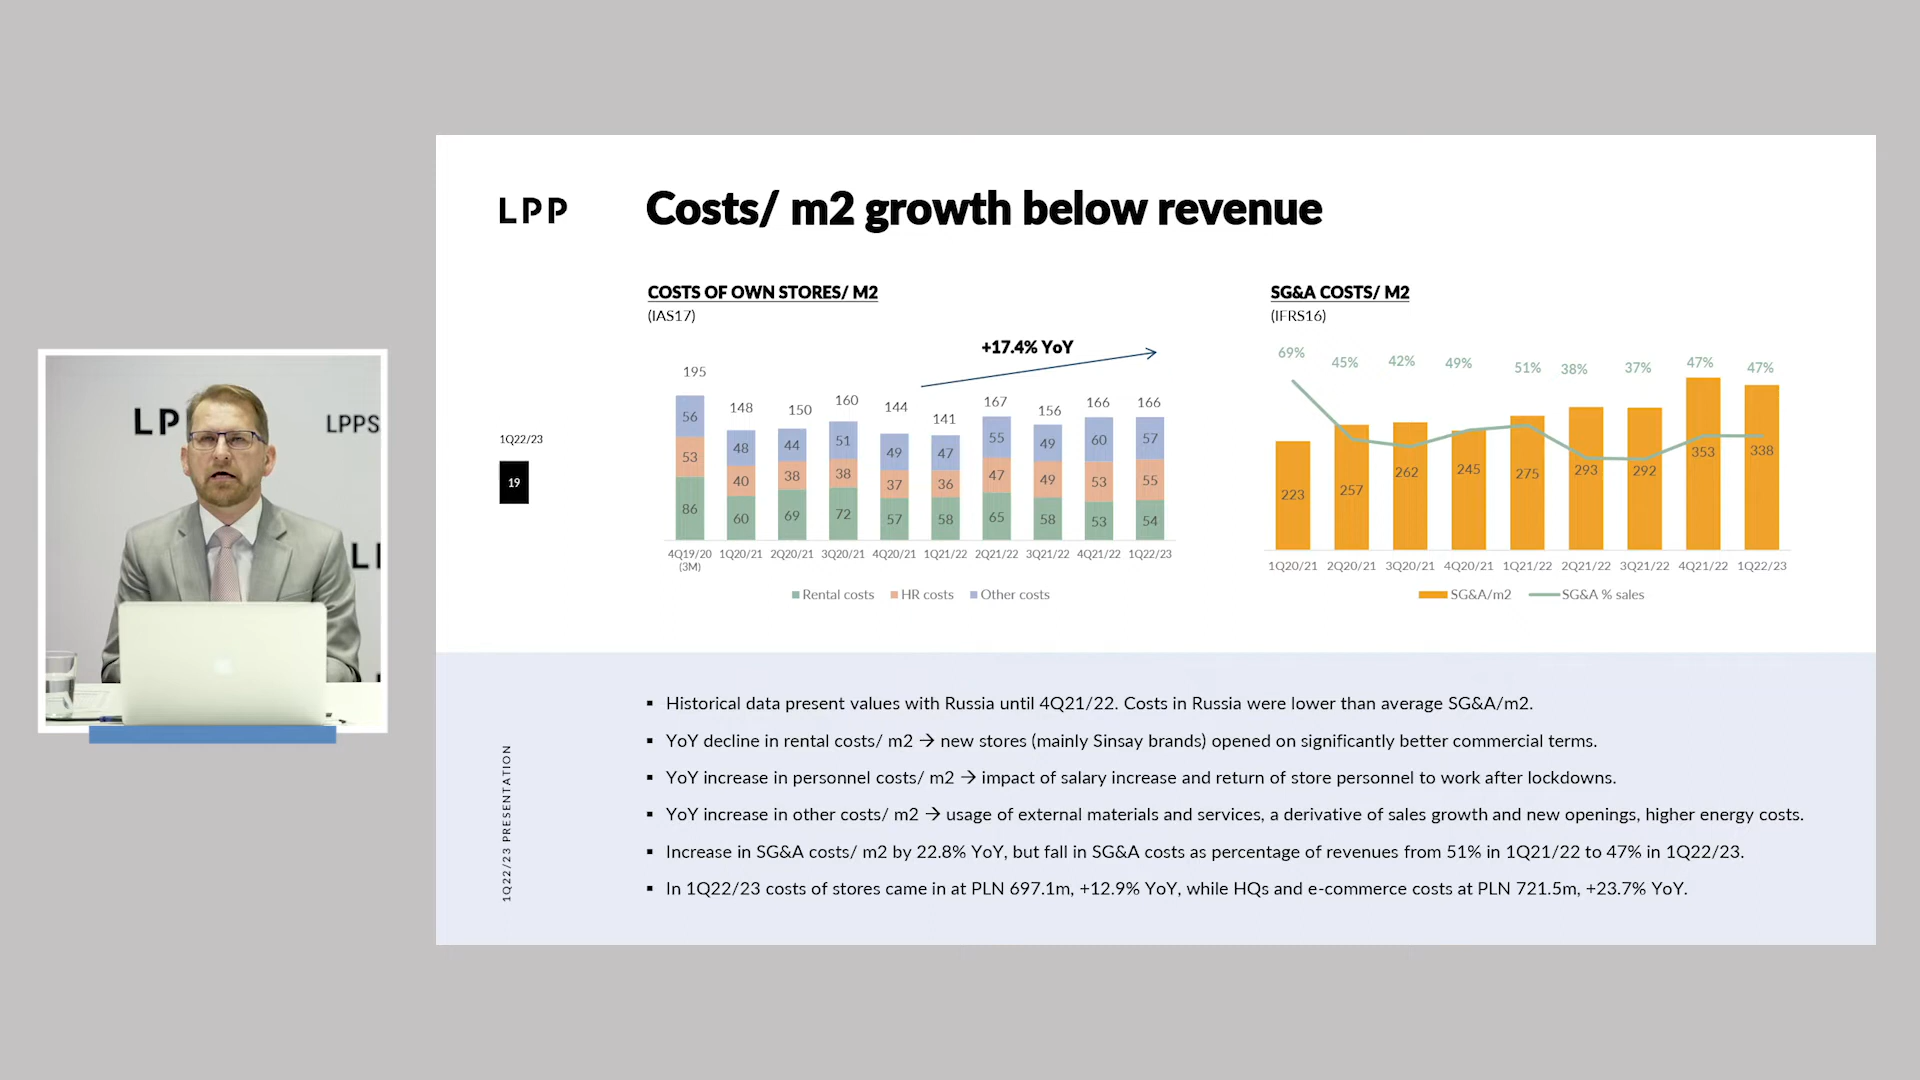 LPP
Costs/ m2 growth below revenue
COSTS OF OWN STORES/ M2
(IAS17)
+17.4% YoY
195 148 150 160 144 141 167 156 166 166
56 48 44 51 49 47 55 49 60 57
53 40 38 38 37 36 47 49 53 55
86 60 69 72 57 58 65 58 53 54
4Q19/20 (3M) 1Q20/21 2Q20/21 3Q20/21 4Q20/21 1Q21/22 2Q21/22 3Q21/22 4Q21/22 1Q22/23
Rental costs HR costs Other costs
SG&A COSTS/ M2
(IFRS16)
69% 45% 42% 49% 51% 38% 37% 47% 47%
223 257 262 245 275 293 292 353 338
1Q20/21 2Q20/21 3Q20/21 4Q20/21 1Q21/22 2Q21/22 3Q21/22 4Q21/22 1Q22/23
SG&A/m2 SG&A % sales
1Q22/23
19
LP
LPPS
L
1Q22/23 PRESENTATION
▪ Historical data present values with Russia until 4Q21/22. Costs in Russia were lower than average SG&A/m2.
▪ YoY decline in rental costs/ m2 → new stores (mainly Sinsay brands) opened on significantly better commercial terms.
▪ YoY increase in personnel costs/ m2 → impact of salary increase and return of store personnel to work after lockdowns.
▪ YoY increase in other costs/ m2 → usage of external materials and services, a derivative of sales growth and new openings, higher energy costs.
▪ Increase in SG&A costs/ m2 by 22.8% YoY, but fall in SG&A costs as percentage of revenues from 51% in 1Q21/22 to 47% in 1Q22/23.
▪ In 1Q22/23 costs of stores came in at PLN 697.1m, +12.9% YoY, while HQs and e-commerce costs at PLN 721.5m, +23.7% YoY.